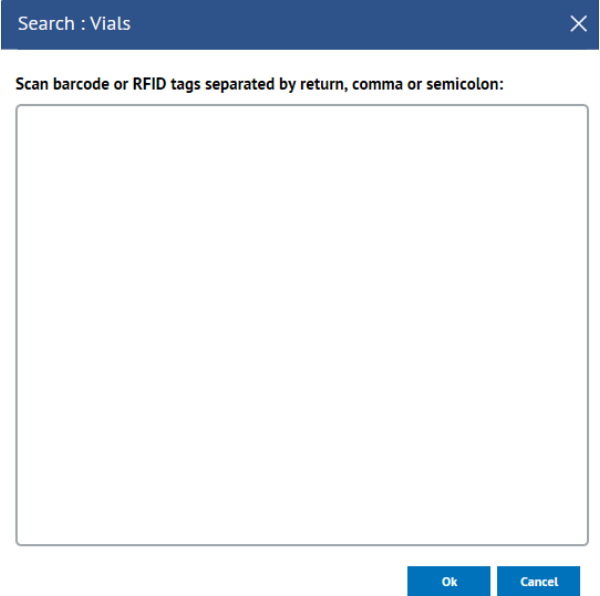 Search : Vials
Scan barcode or RFID tags separated by return, comma or semicolon:
Ok Cancel